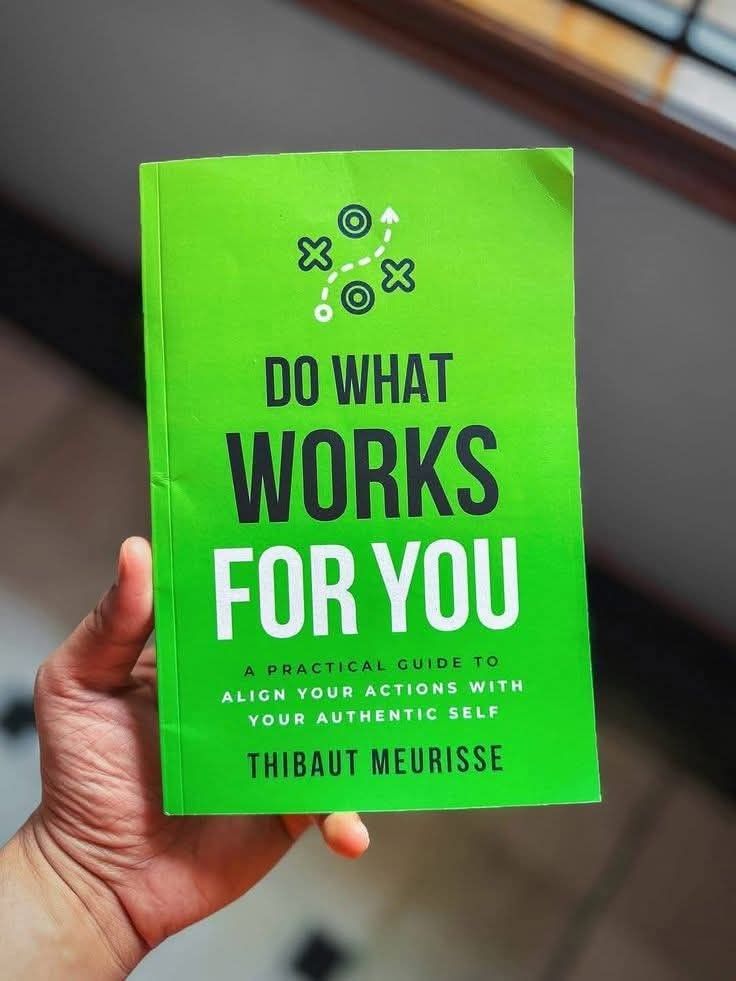 DO WHAT
WORKS
FOR YOU
A PRACTICAL GUIDE TO
ALIGN YOUR ACTIONS WITH
YOUR AUTHENTIC SELF
THIBAUT MEURISSE